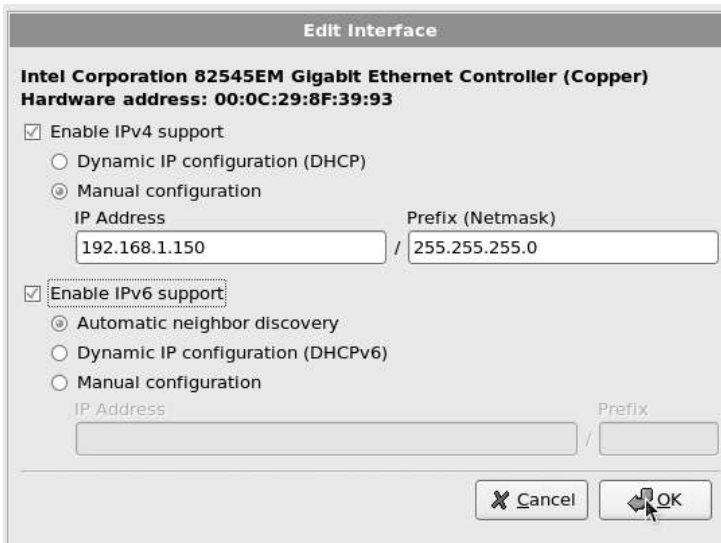 Edit Interface
Intel Corporation 82545EM Gigabit Ethernet Controller (Copper)
Hardware address: 00:0C:29:8F:39:93
Enable IPv4 support
Dynamic IP configuration (DHCP)
Manual configuration
IP Address Prefix (Netmask)
192.168.1.150 / 255.255.255.0
Enable IPv6 support
Automatic neighbor discovery
Dynamic IP configuration (DHCPv6)
Manual configuration
IP Address Prefix
/
Cancel OK